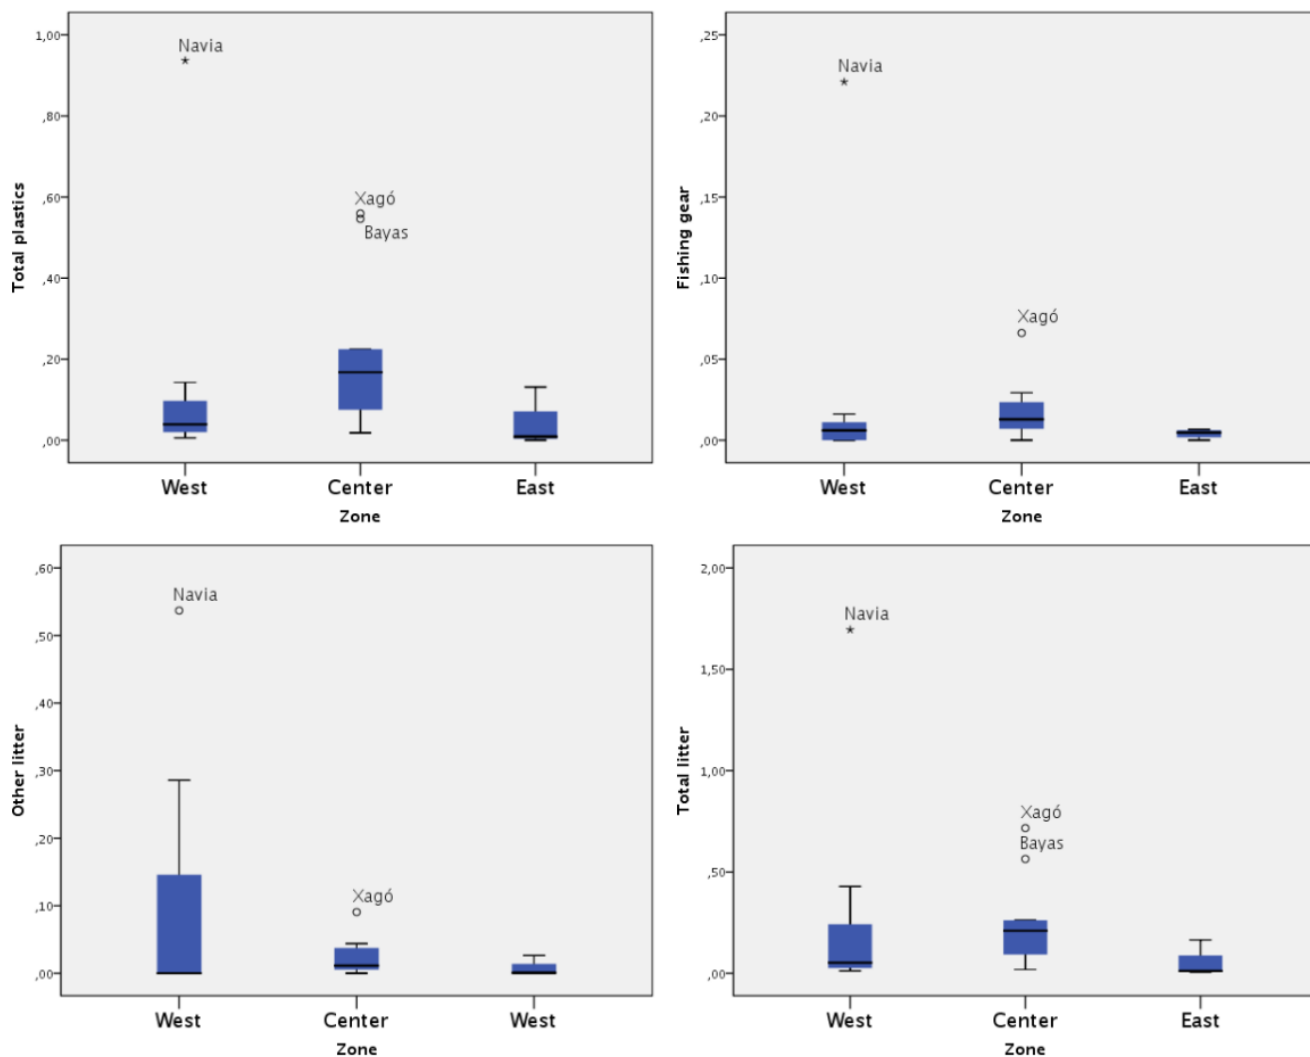 Total plastics
1,00
,80
,60
,40
,20
,00
Navia
Xagó
Bayas
West Center East
Zone
Fishing gear
,25
,20
,15
,10
,05
,00
Navia
Xagó
West Center East
Zone
Other litter
,60
,50
,40
,30
,20
,10
,00
Navia
Xagó
West Center West
Zone
Total litter
2,00
1,50
1,00
,50
,00
Navia
Xagó
Bayas
West Center East
Zone